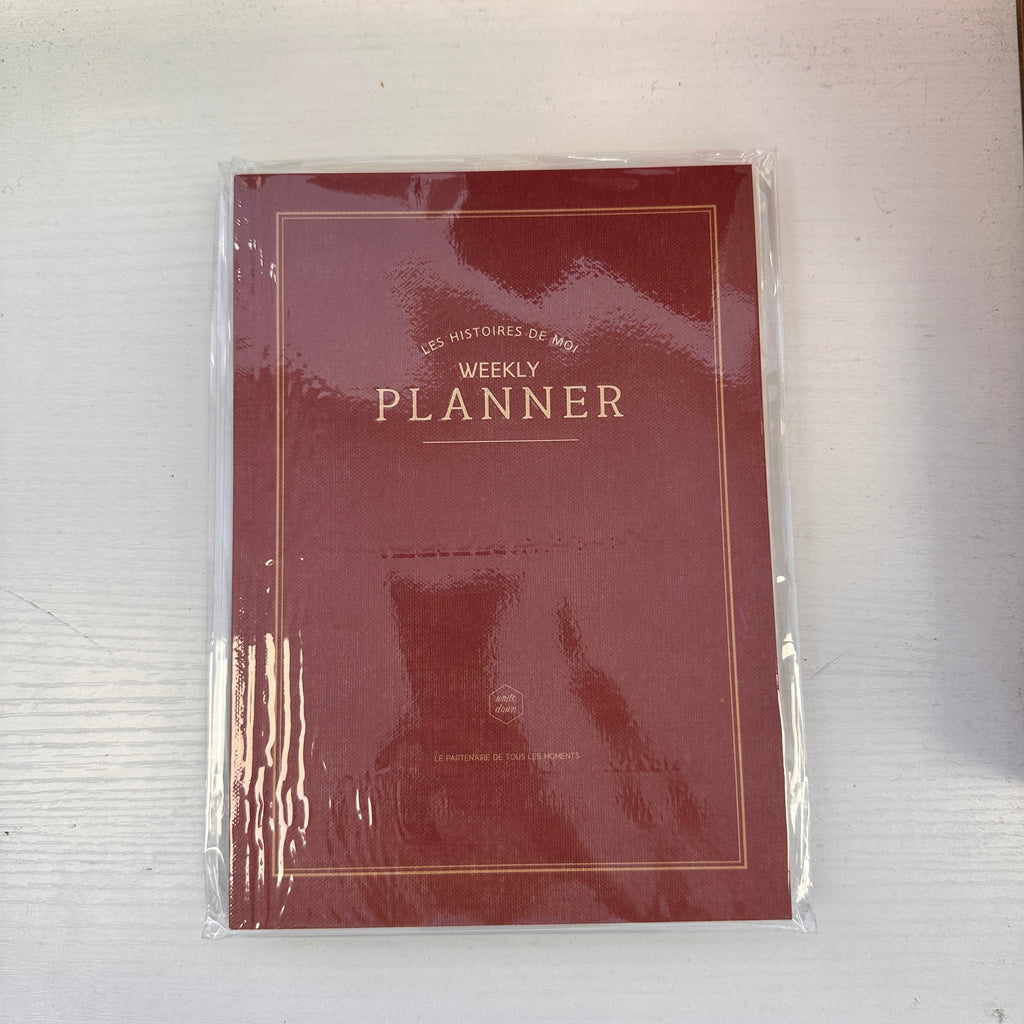 LES HISTOIRES DE MOI
WEEKLY
PLANNER
write
down
LE PARTENAIRE DE TOUS LES MOMENTS